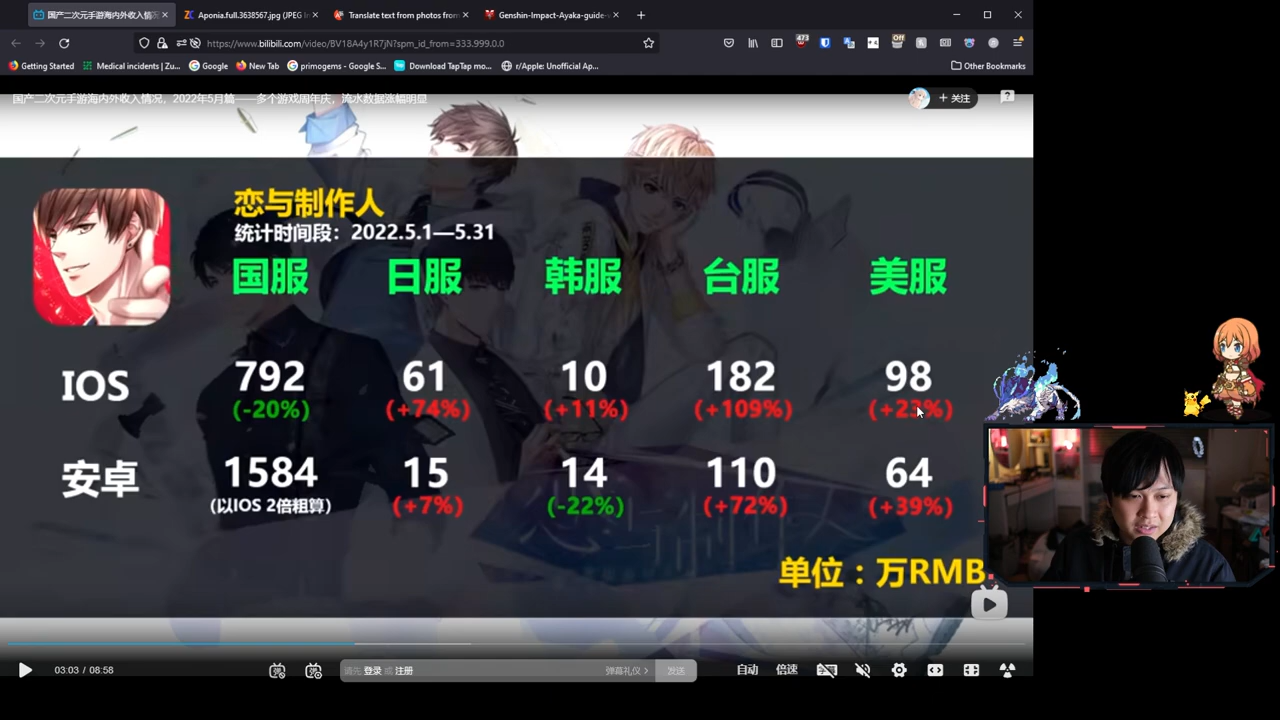 国产二次元手游海内外收入情况
Aponia.full.3638567.jpg (JPEG I
Translate text from photos from
Genshin-Impact-Ayaka-guide-
https://www.bilibili.com/video/BV18A4y1R7jN?spm_id_from=333.999.0.0
473
Off
Getting Started
Medical incidents | Zu...
Google
New Tab
primogems - Google S...
Download TapTap mo...
r/Apple: Unofficial Ap...
Other Bookmarks
国产二次元手游海内外收入情况，2022年5月篇——多个游戏周年庆，流水数据涨幅明显
+ 关注
恋与制作人
统计时间段：2022.5.1—5.31
国服 日服 韩服 台服 美服
IOS 792 61 10 182 98
(-20%) (+74%) (+11%) (+109%) (+23%)
安卓 1584 15 14 110 64
(以IOS 2倍粗算) (+7%) (-22%) (+72%) (+39%)
单位：万RMB
03:03 / 08:58
请先 登录 或 注册
弹幕礼仪 >
发送
自动
倍速